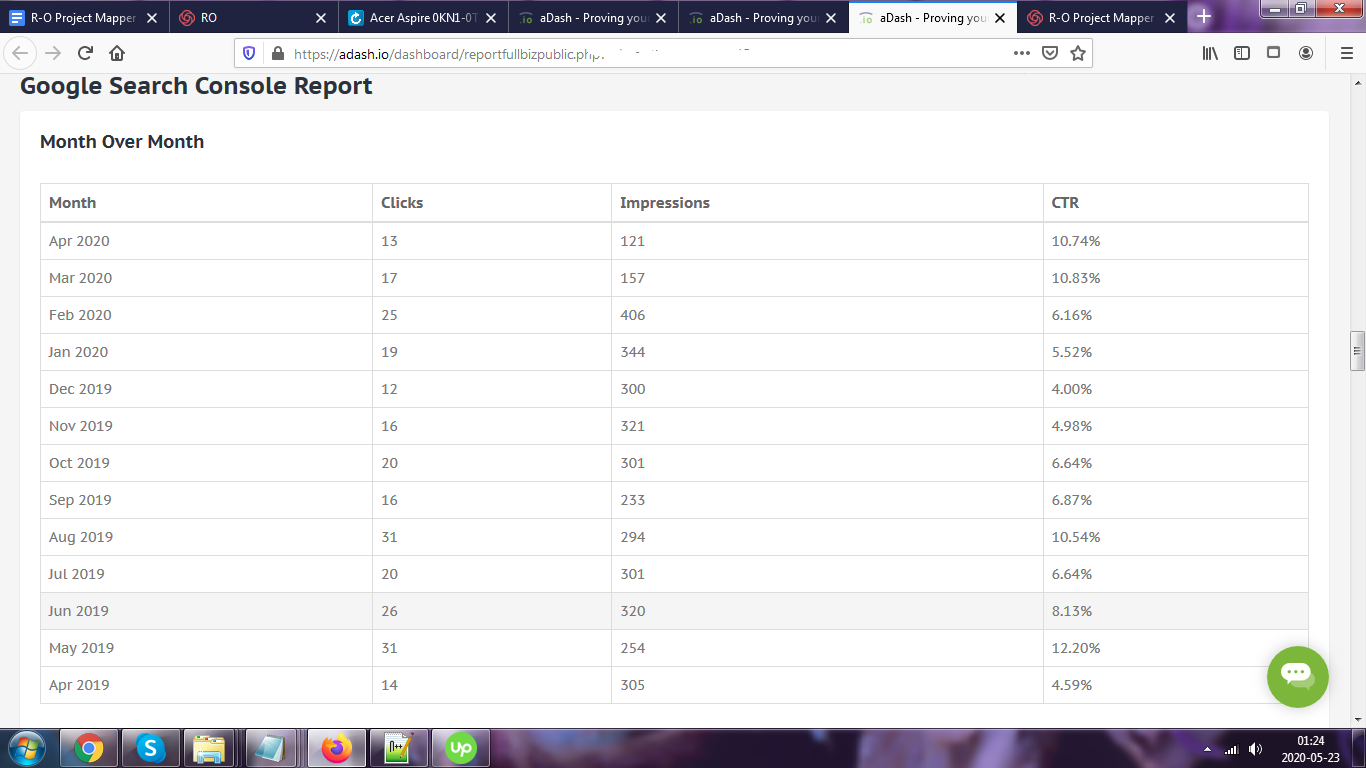 R-O Project Mapper
RO
Acer Aspire 0KN1-0T
aDash - Proving your
aDash - Proving your
aDash - Proving your
R-O Project Mapper
https://adash.io/dashboard/reportfullbizpublic.php
Google Search Console Report
Month Over Month
Month Clicks Impressions CTR
Apr 2020 13 121 10.74%
Mar 2020 17 157 10.83%
Feb 2020 25 406 6.16%
Jan 2020 19 344 5.52%
Dec 2019 12 300 4.00%
Nov 2019 16 321 4.98%
Oct 2019 20 301 6.64%
Sep 2019 16 233 6.87%
Aug 2019 31 294 10.54%
Jul 2019 20 301 6.64%
Jun 2019 26 320 8.13%
May 2019 31 254 12.20%
Apr 2019 14 305 4.59%
01:24
2020-05-23